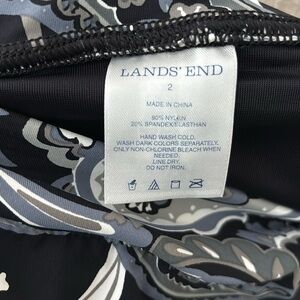 LANDS' END
2
MADE IN CHINA
80% NYLON
20% SPANDEX/ELASTHAN
HAND WASH COLD.
WASH DARK COLORS SEPARATELY.
ONLY NON-CHLORINE BLEACH WHEN
NEEDED.
LINE DRY.
DO NOT IRON.